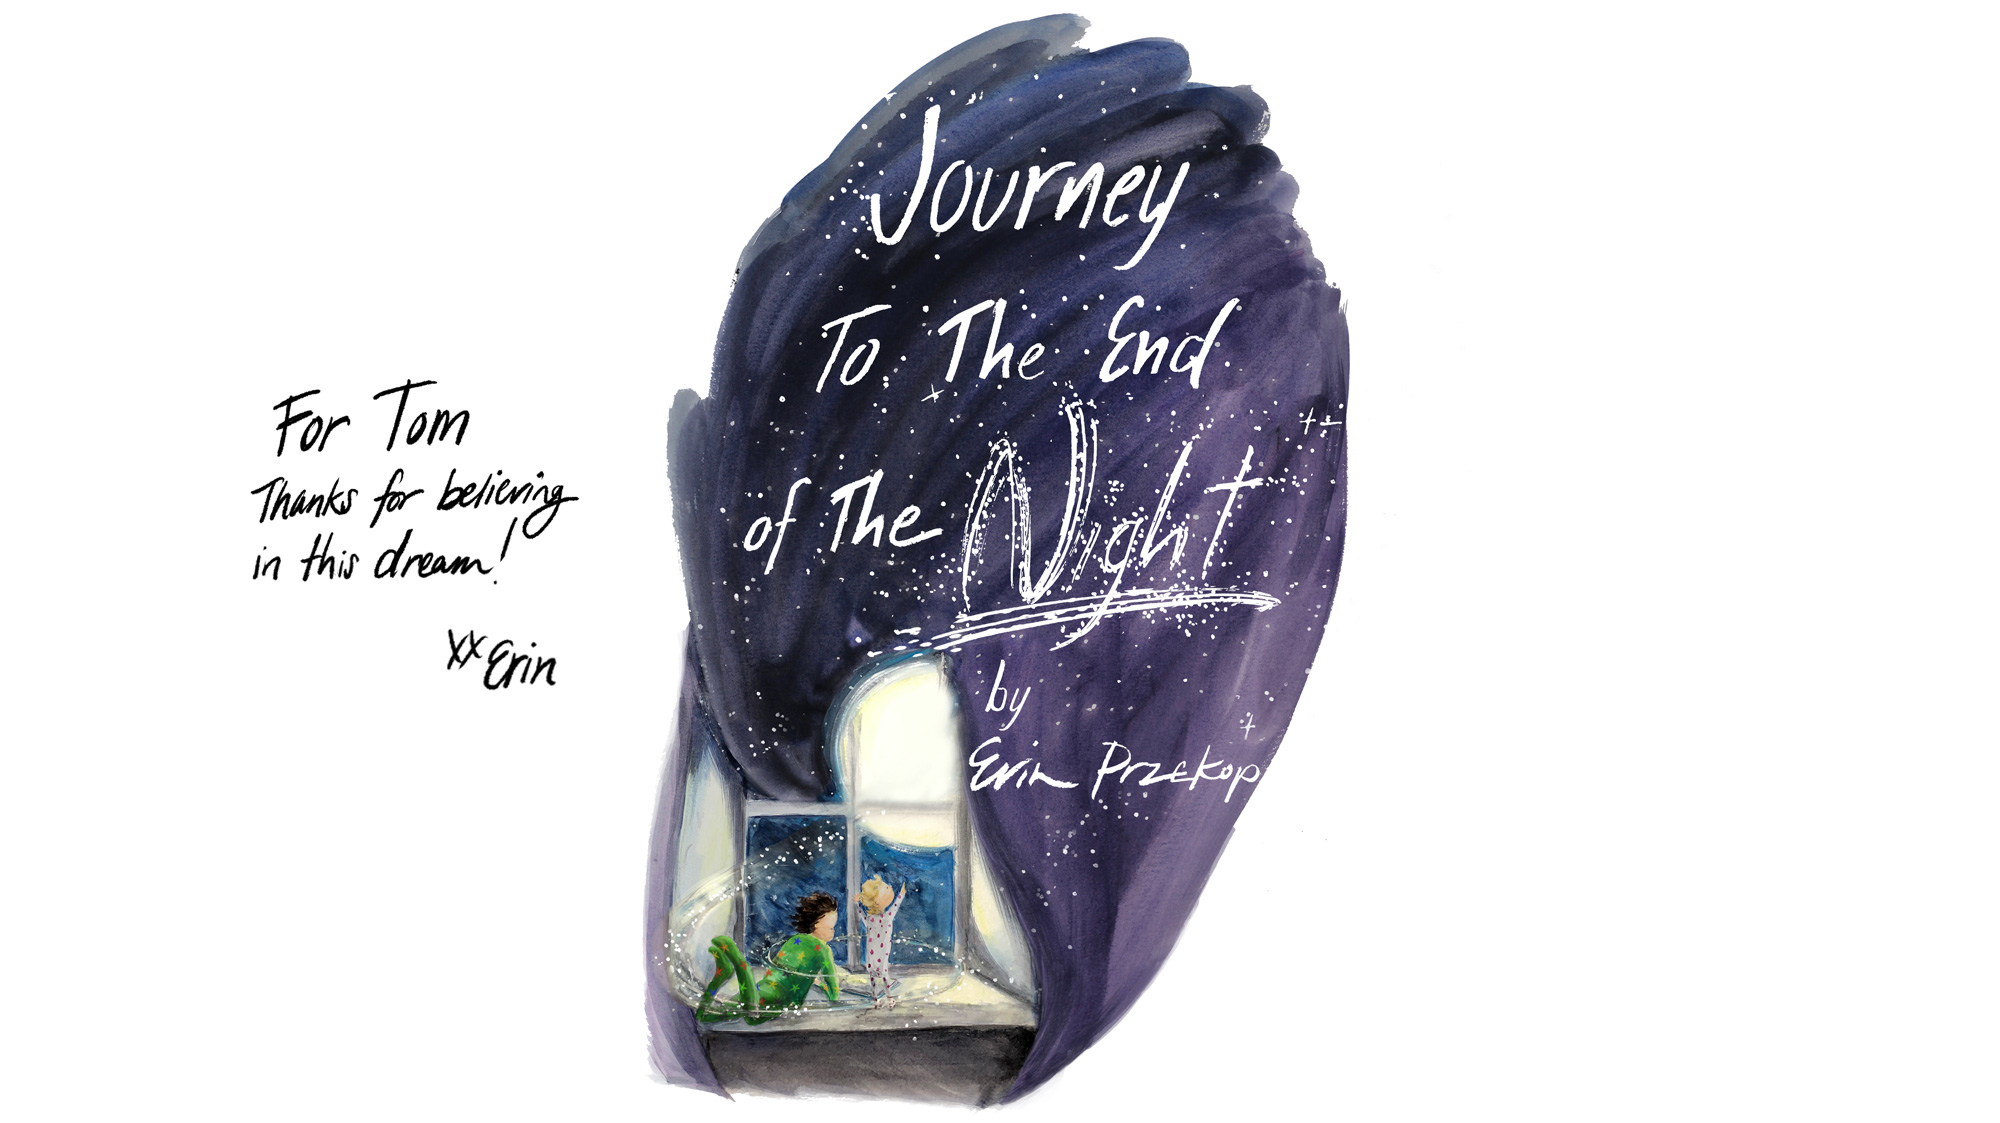 For Tom
Thanks for believing
in this dream!
xx Erin
Journey
To The End
of The Night
by
Erin Przekop